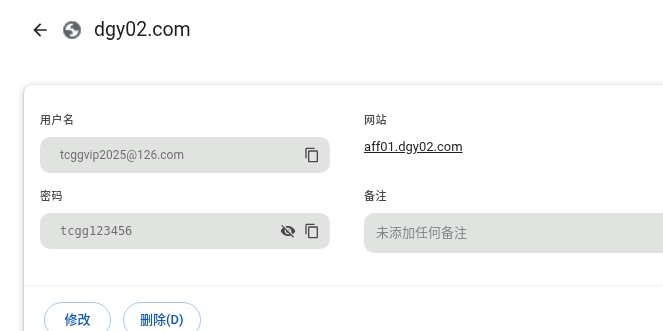 dgy02.com
用户名
网站
tcggvip2025@126.com
aff01.dgy02.com
密码
备注
tcgg123456
未添加任何备注
修改
删除(D)